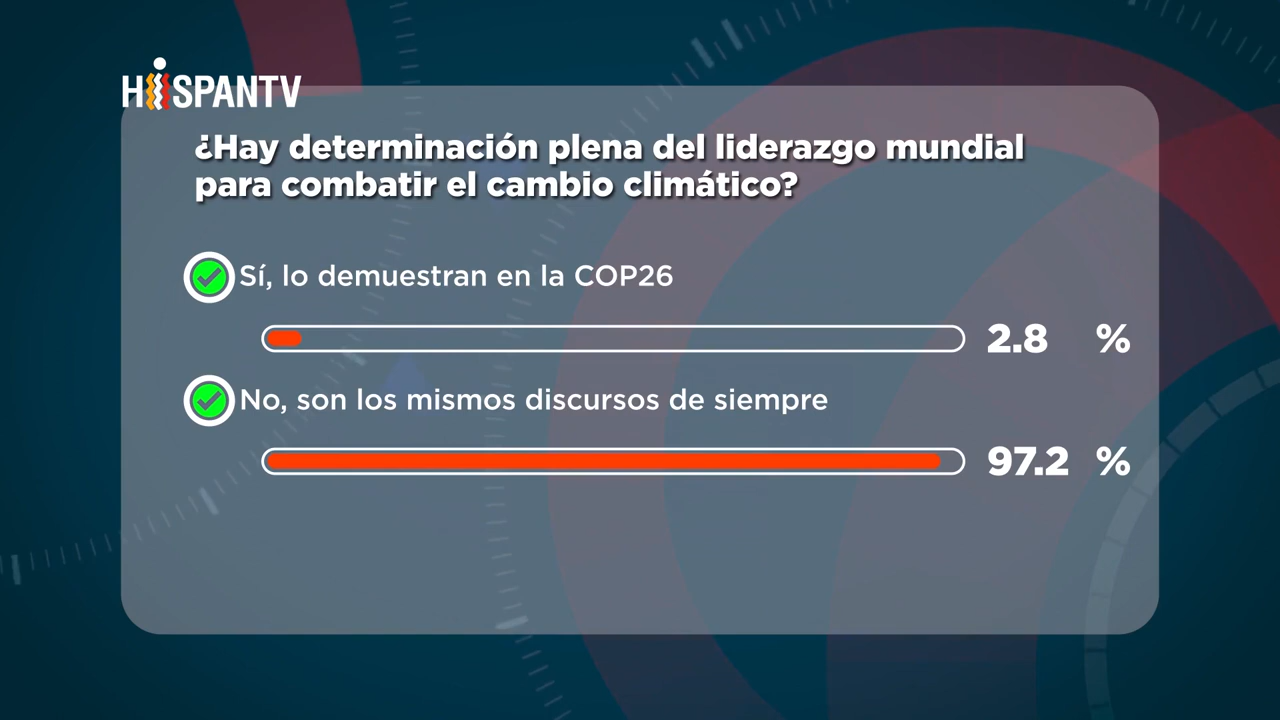 HISPANTV
¿Hay determinación plena del liderazgo mundial
para combatir el cambio climático?
Sí, lo demuestran en la COP26
2.8 %
No, son los mismos discursos de siempre
97.2 %